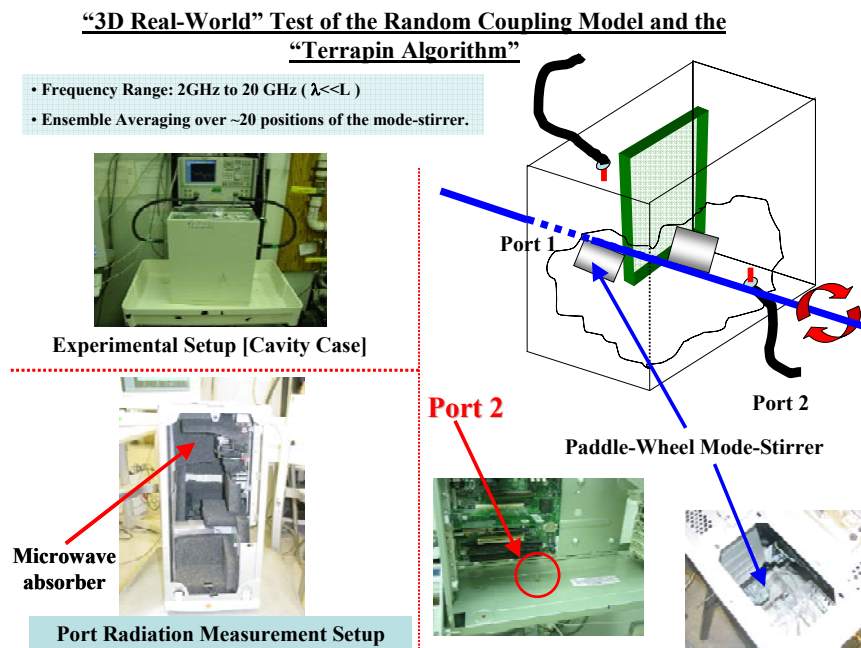 “3D Real-World” Test of the Random Coupling Model and the
“Terrapin Algorithm”
• Frequency Range: 2GHz to 20 GHz ( λ<<L )
• Ensemble Averaging over ~20 positions of the mode-stirrer.
Port 1
Experimental Setup [Cavity Case]
Port 2
Port 2
Paddle-Wheel Mode-Stirrer
Microwave
absorber
Port Radiation Measurement Setup